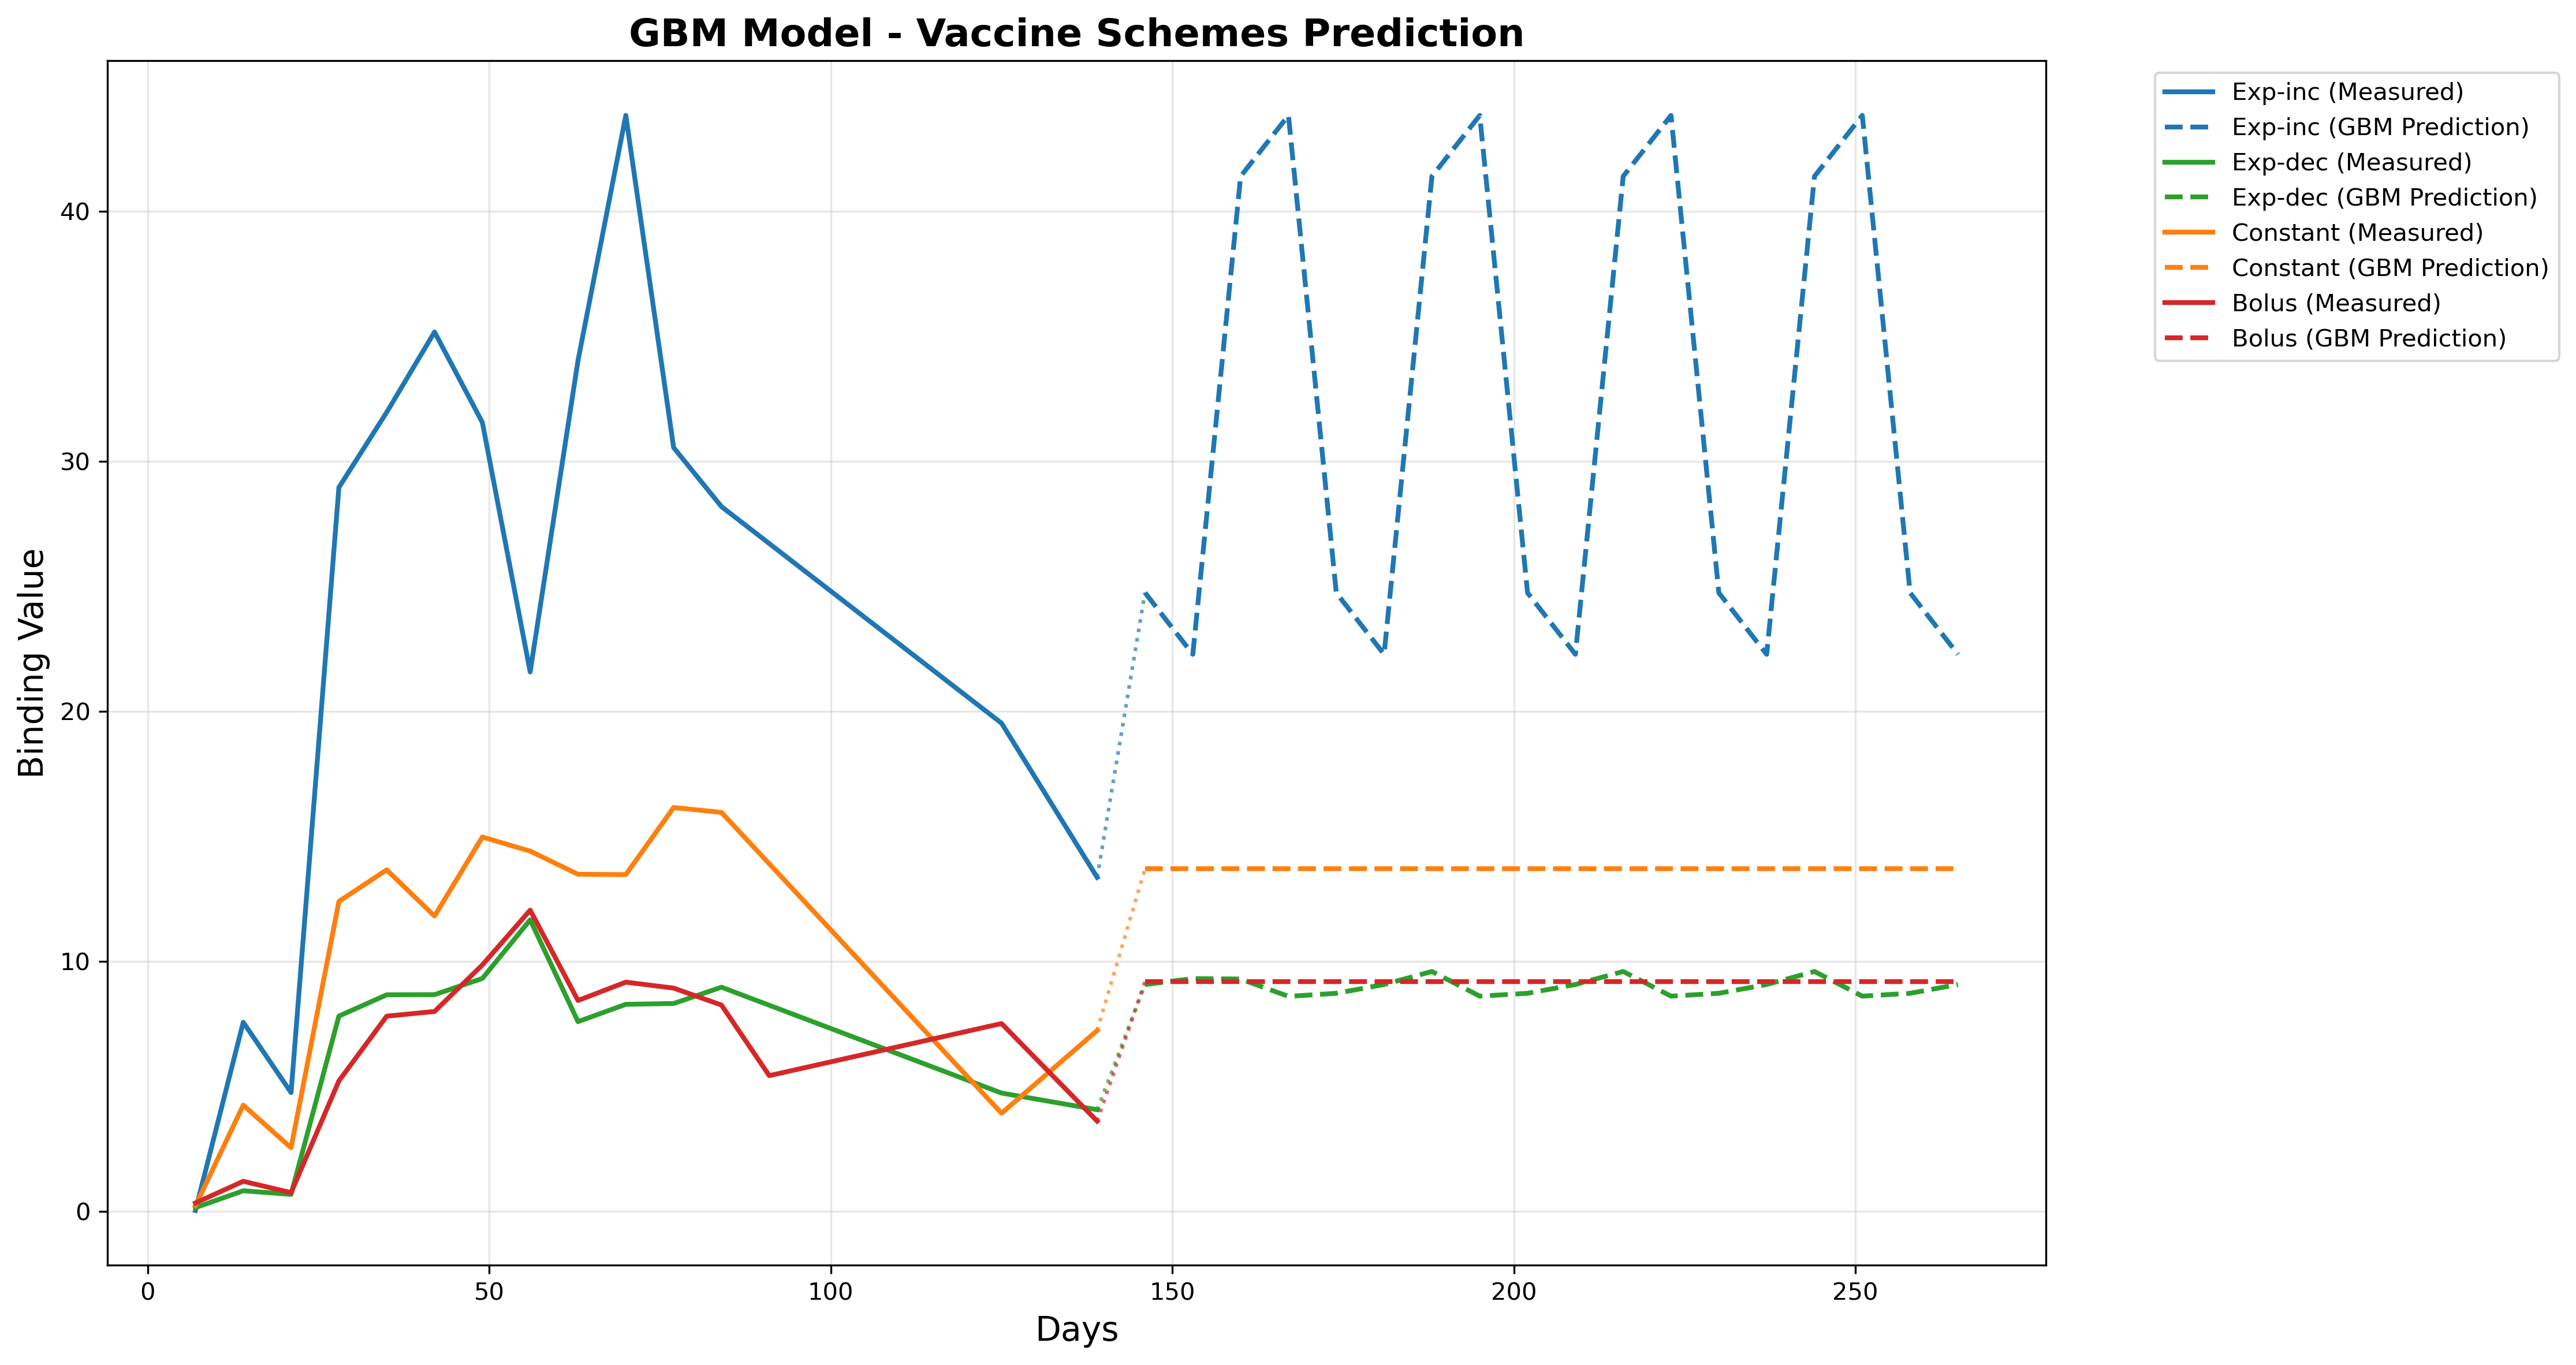 GBM Model - Vaccine Schemes Prediction
Binding Value
40
30
20
10
0
0 50 100 150 200 250
Days
Exp-inc (Measured)
Exp-inc (GBM Prediction)
Exp-dec (Measured)
Exp-dec (GBM Prediction)
Constant (Measured)
Constant (GBM Prediction)
Bolus (Measured)
Bolus (GBM Prediction)